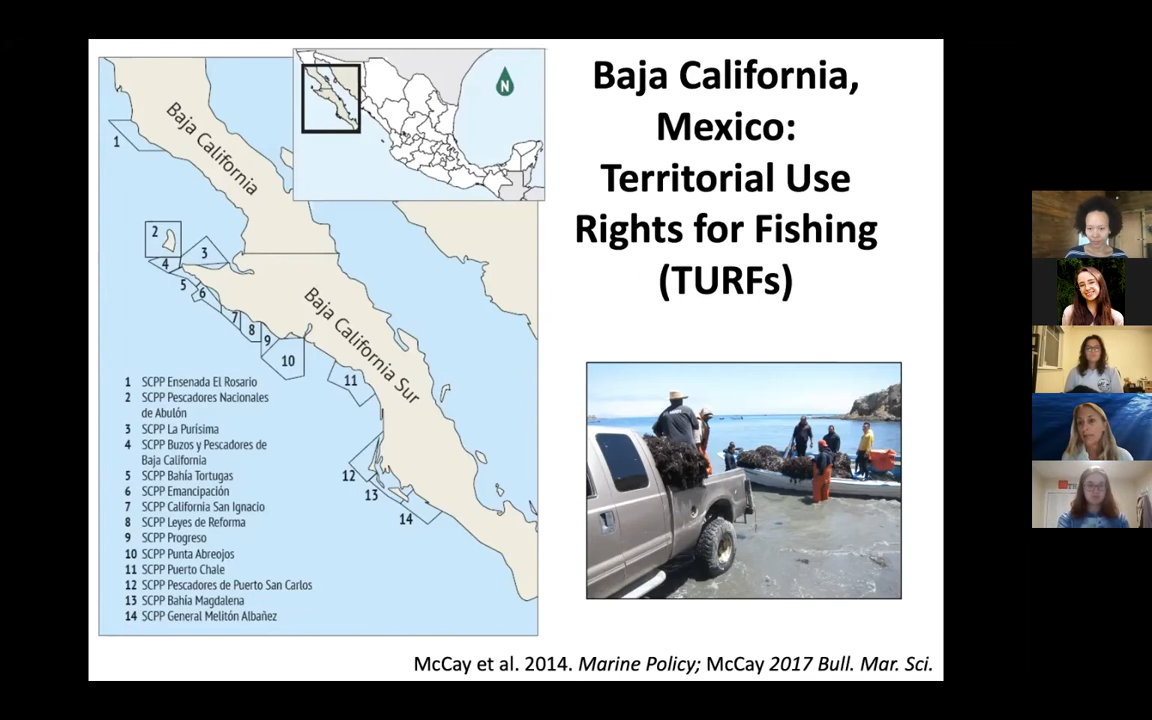 Baja California,
Mexico:
Territorial Use
Rights for Fishing
(TURFs)
N
Baja California
Baja California Sur
1
2
3
4
5
6
7
8
9
10
11
12
13
14
1 SCPP Ensenada El Rosario
2 SCPP Pescadores Nacionales
de Abulón
3 SCPP La Purísima
4 SCPP Buzos y Pescadores de
Baja California
5 SCPP Bahía Tortugas
6 SCPP Emancipación
7 SCPP California San Ignacio
8 SCPP Leyes de Reforma
9 SCPP Progreso
10 SCPP Punta Abreojos
11 SCPP Puerto Chale
12 SCPP Pescadores de Puerto San Carlos
13 SCPP Bahía Magdalena
14 SCPP General Melitón Albañez
McCay et al. 2014. Marine Policy; McCay 2017 Bull. Mar. Sci.